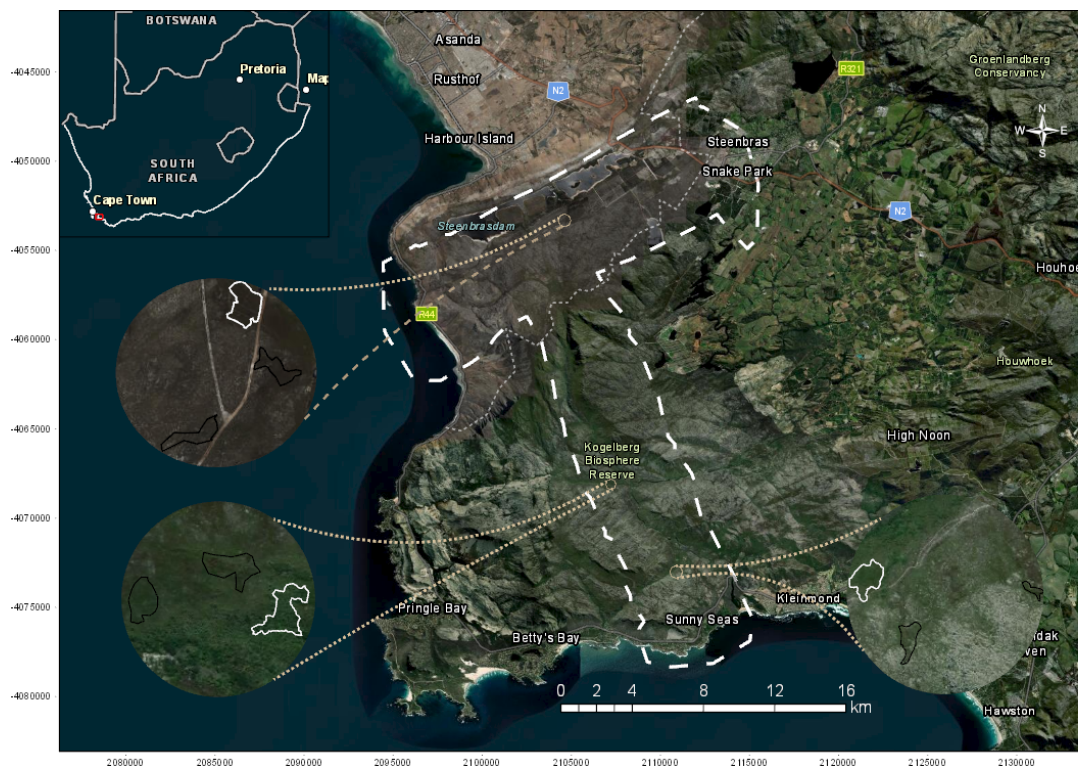 BOTSWANA
Pretoria
Map
SOUTH
AFRICA
Cape Town
Asanda
Rusthof
N2
Harbour Island
R321
Groenlandberg
Conservancy
N
W E
S
Steenbras
Snake Park
N2
Steenbrasdam
Houhoe
R44
Houwhoek
High Noon
Kogelberg
Biosphere
Reserve
Pringle Bay
Betty's Bay
Sunny Seas
Kleinmond
ndak
ven
Hawston
0 2 4 8 12 16
km
-4045000
-4050000
-4055000
-4060000
-4065000
-4070000
-4075000
-4080000
2080000 2085000 2090000 2095000 2100000 2105000 2110000 2115000 2120000 2125000 2130000